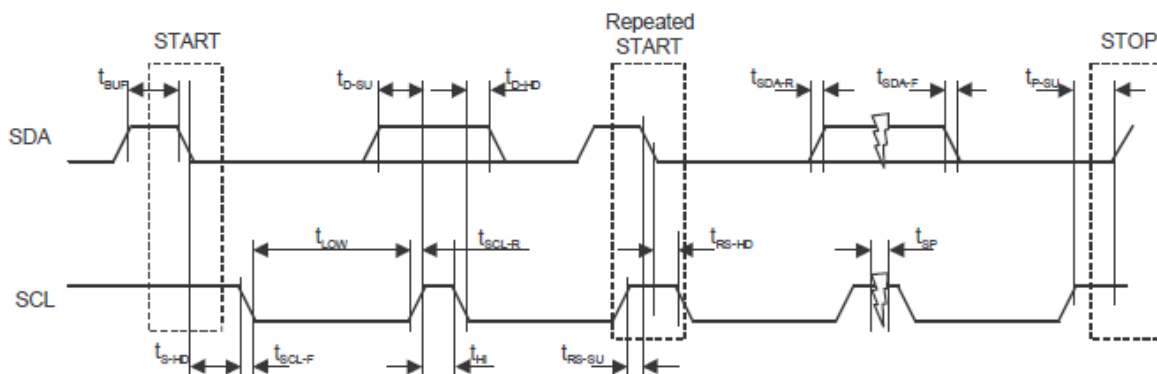 START
Repeated
START
STOP
tBUF
tD-SU
tD-HD
tSDA-R
tSDA-F
tP-SU
SDA
tLOW
tSCL-R
tRS-HD
tSP
SCL
tS-HD
tSCL-F
tHI
tRS-SU